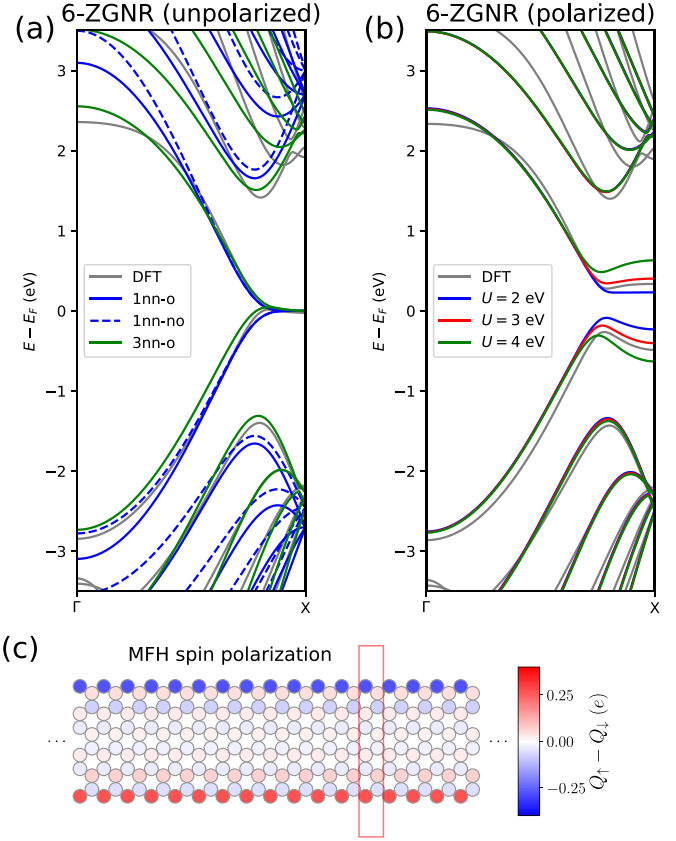 6-ZGNR (unpolarized)
(a)
3
2
1
0
−1
−2
−3
E − E_F (eV)
DFT
1nn-o
1nn-no
3nn-o
Γ
X
6-ZGNR (polarized)
(b)
3
2
1
0
−1
−2
−3
E − E_F (eV)
DFT
U = 2 eV
U = 3 eV
U = 4 eV
Γ
X
(c)
MFH spin polarization
...
...
0.25
0.00
−0.25
Q↑ − Q↓ (e)